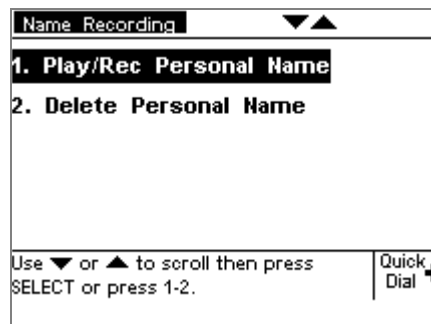 Name Recording ▼▲
1. Play/Rec Personal Name
2. Delete Personal Name
Use ▼ or ▲ to scroll then press
SELECT or press 1-2.
Quick
Dial